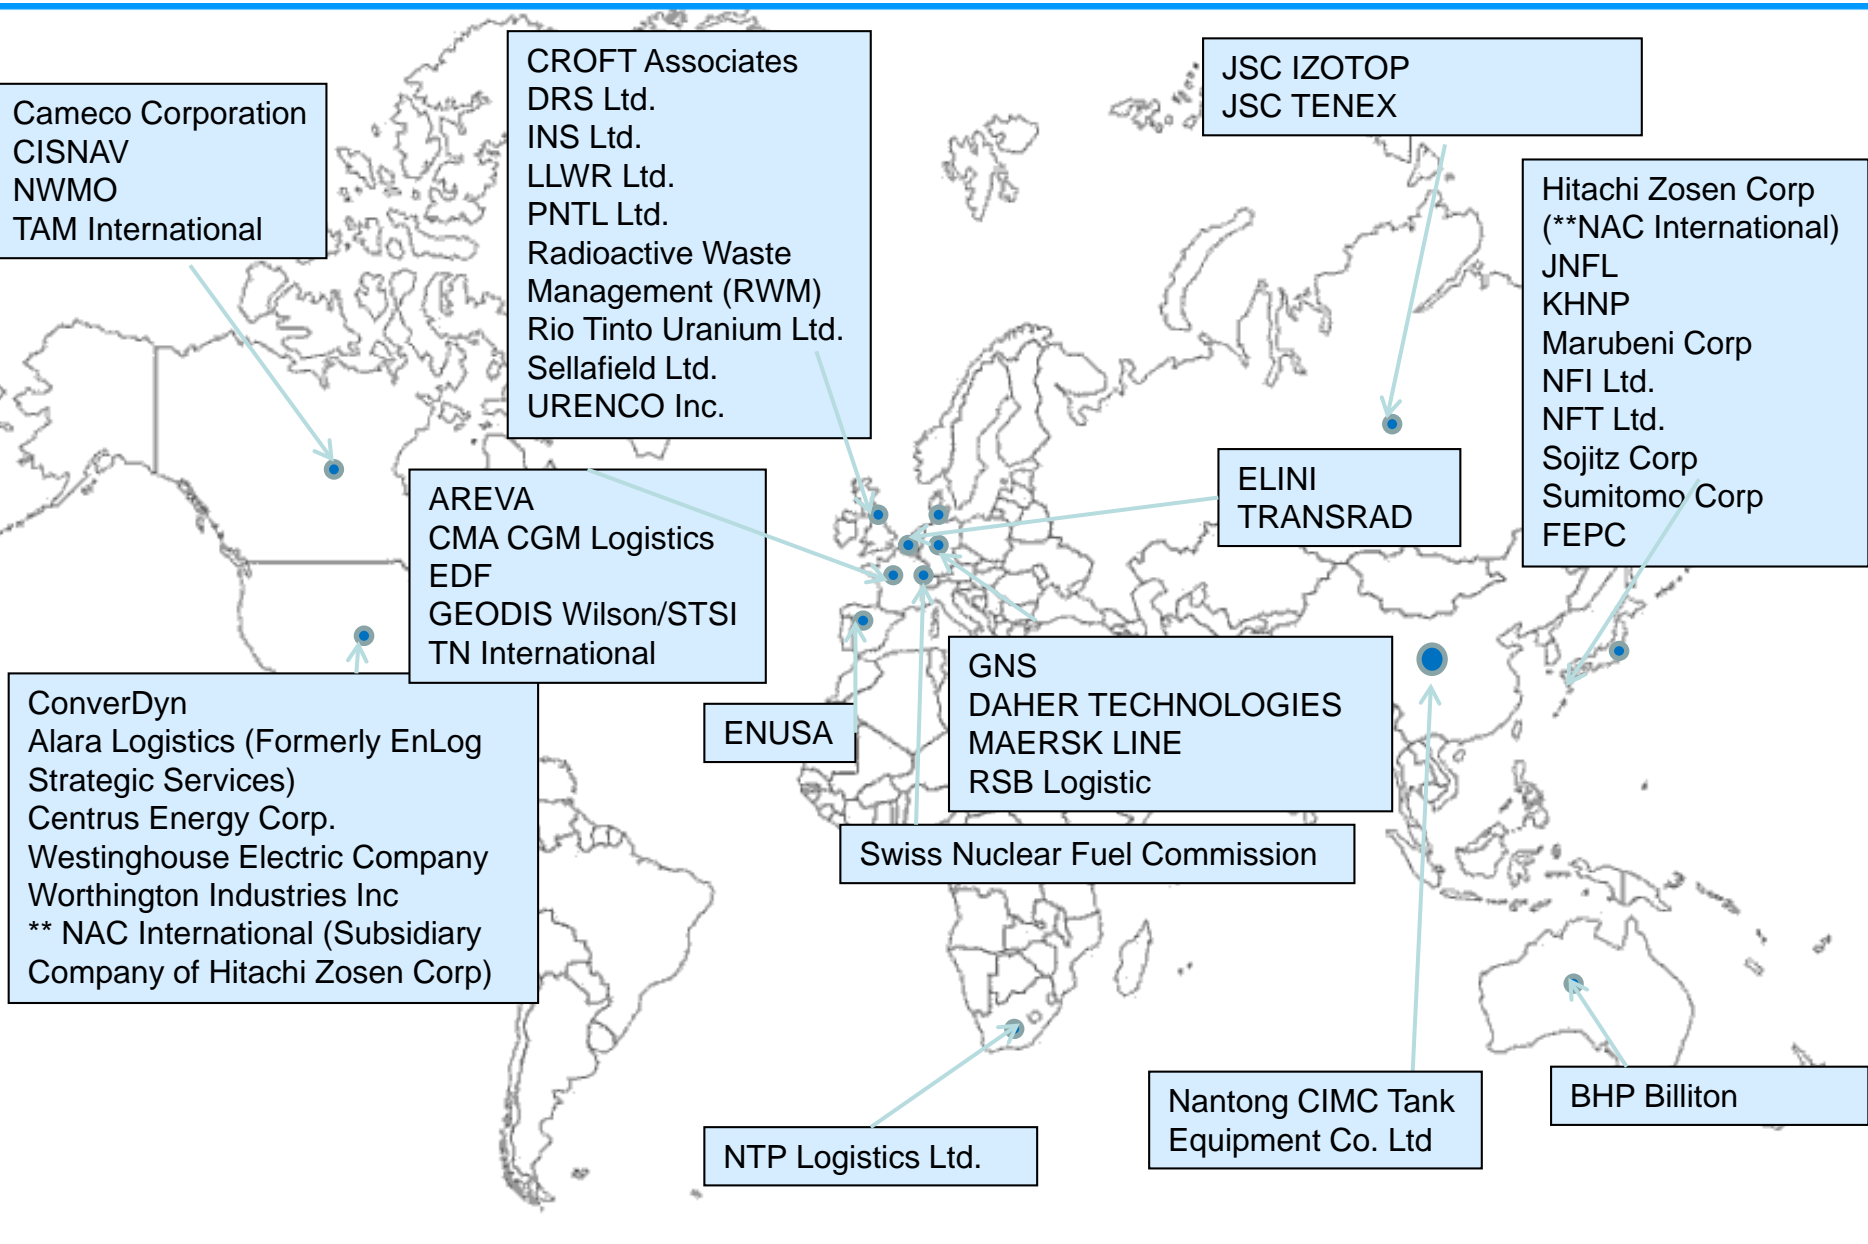 Cameco Corporation
CISNAV
NWMO
TAM International
CROFT Associates
DRS Ltd.
INS Ltd.
LLWR Ltd.
PNTL Ltd.
Radioactive Waste
Management (RWM)
Rio Tinto Uranium Ltd.
Sellafield Ltd.
URENCO Inc.
JSC IZOTOP
JSC TENEX
Hitachi Zosen Corp
(**NAC International)
JNFL
KHNP
Marubeni Corp
NFI Ltd.
NFT Ltd.
Sojitz Corp
Sumitomo Corp
FEPC
AREVA
CMA CGM Logistics
EDF
GEODIS Wilson/STSI
TN International
ELINI
TRANSRAD
ConverDyn
Alara Logistics (Formerly EnLog
Strategic Services)
Centrus Energy Corp.
Westinghouse Electric Company
Worthington Industries Inc
** NAC International (Subsidiary
Company of Hitachi Zosen Corp)
ENUSA
GNS
DAHER TECHNOLOGIES
MAERSK LINE
RSB Logistic
Swiss Nuclear Fuel Commission
NTP Logistics Ltd.
Nantong CIMC Tank
Equipment Co. Ltd
BHP Billiton